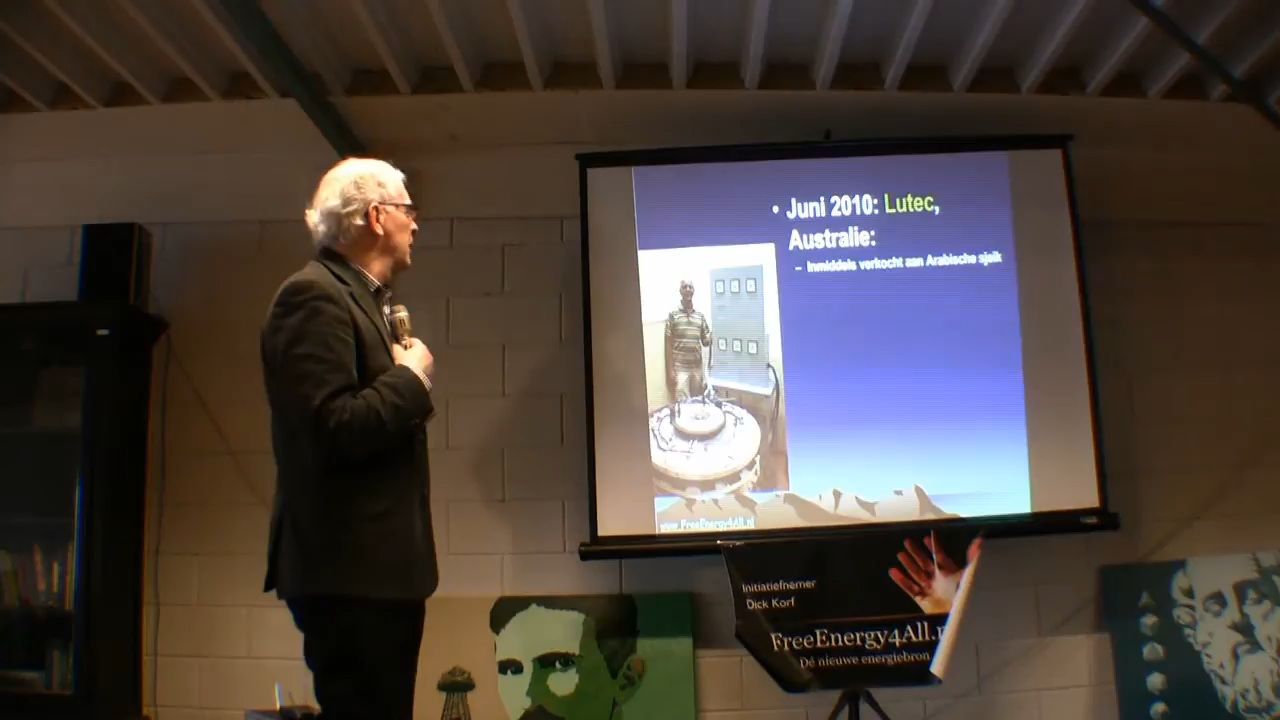 • Juni 2010: Lutec,
Australie:
– Inmiddels verkocht aan Arabische sjeik
www.FreeEnergy4All.nl
Initiatiefnemer
Dick Korf
FreeEnergy4All.n
Dé nieuwe energiebron